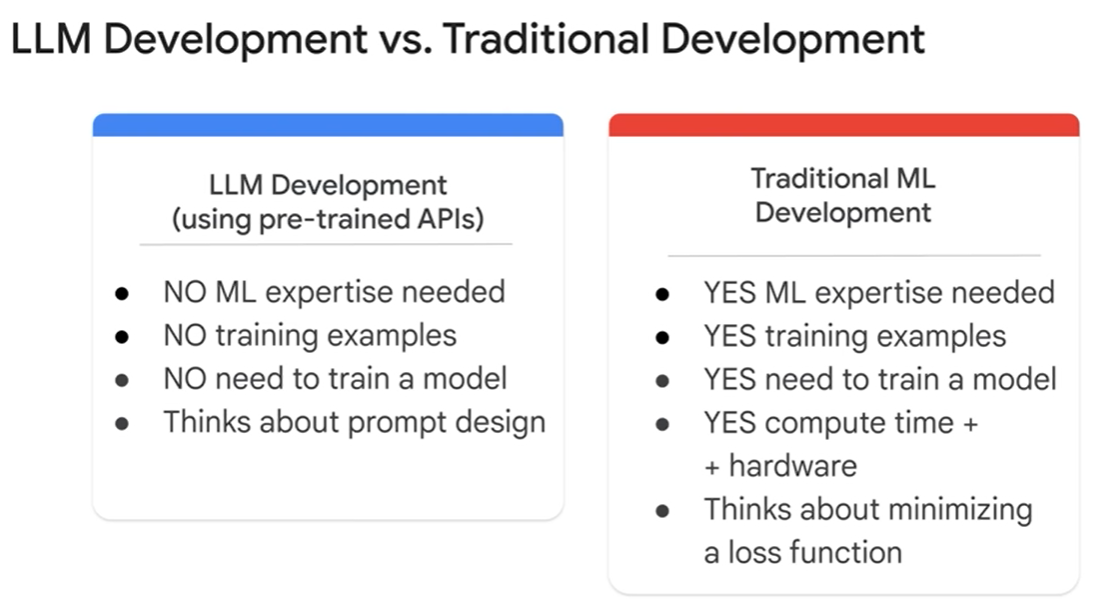 LLM Development vs. Traditional Development
LLM Development
(using pre-trained APIs)
● NO ML expertise needed
● NO training examples
● NO need to train a model
● Thinks about prompt design
Traditional ML
Development
● YES ML expertise needed
● YES training examples
● YES need to train a model
● YES compute time +
+ hardware
● Thinks about minimizing
a loss function